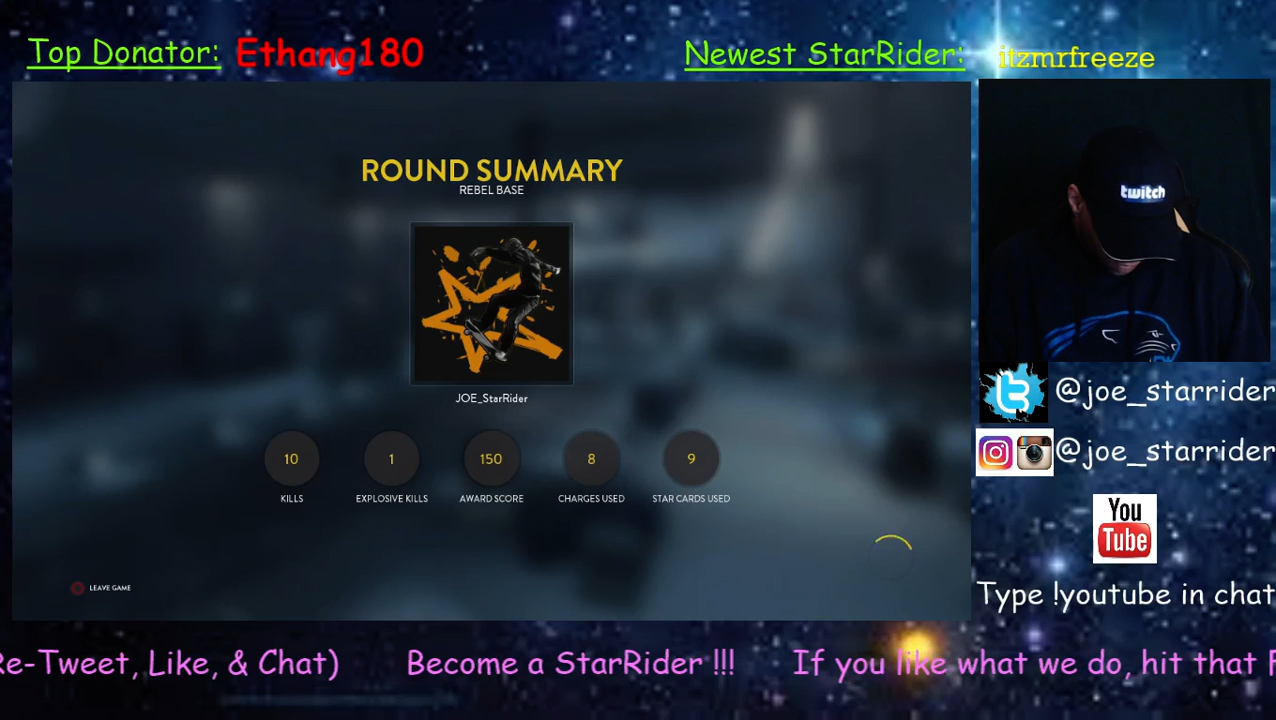 Top Donator: Ethang180
Newest StarRider: itzmrfreeze
ROUND SUMMARY
REBEL BASE
twitch
JOE_StarRider
@joe_starrider
@joe_starrider
10
1
150
8
9
KILLS
EXPLOSIVE KILLS
AWARD SCORE
CHARGES USED
STAR CARDS USED
You
Tube
LEAVE GAME
Type !youtube in chat
Re-Tweet, Like, & Chat) Become a StarRider !!! If you like what we do, hit that